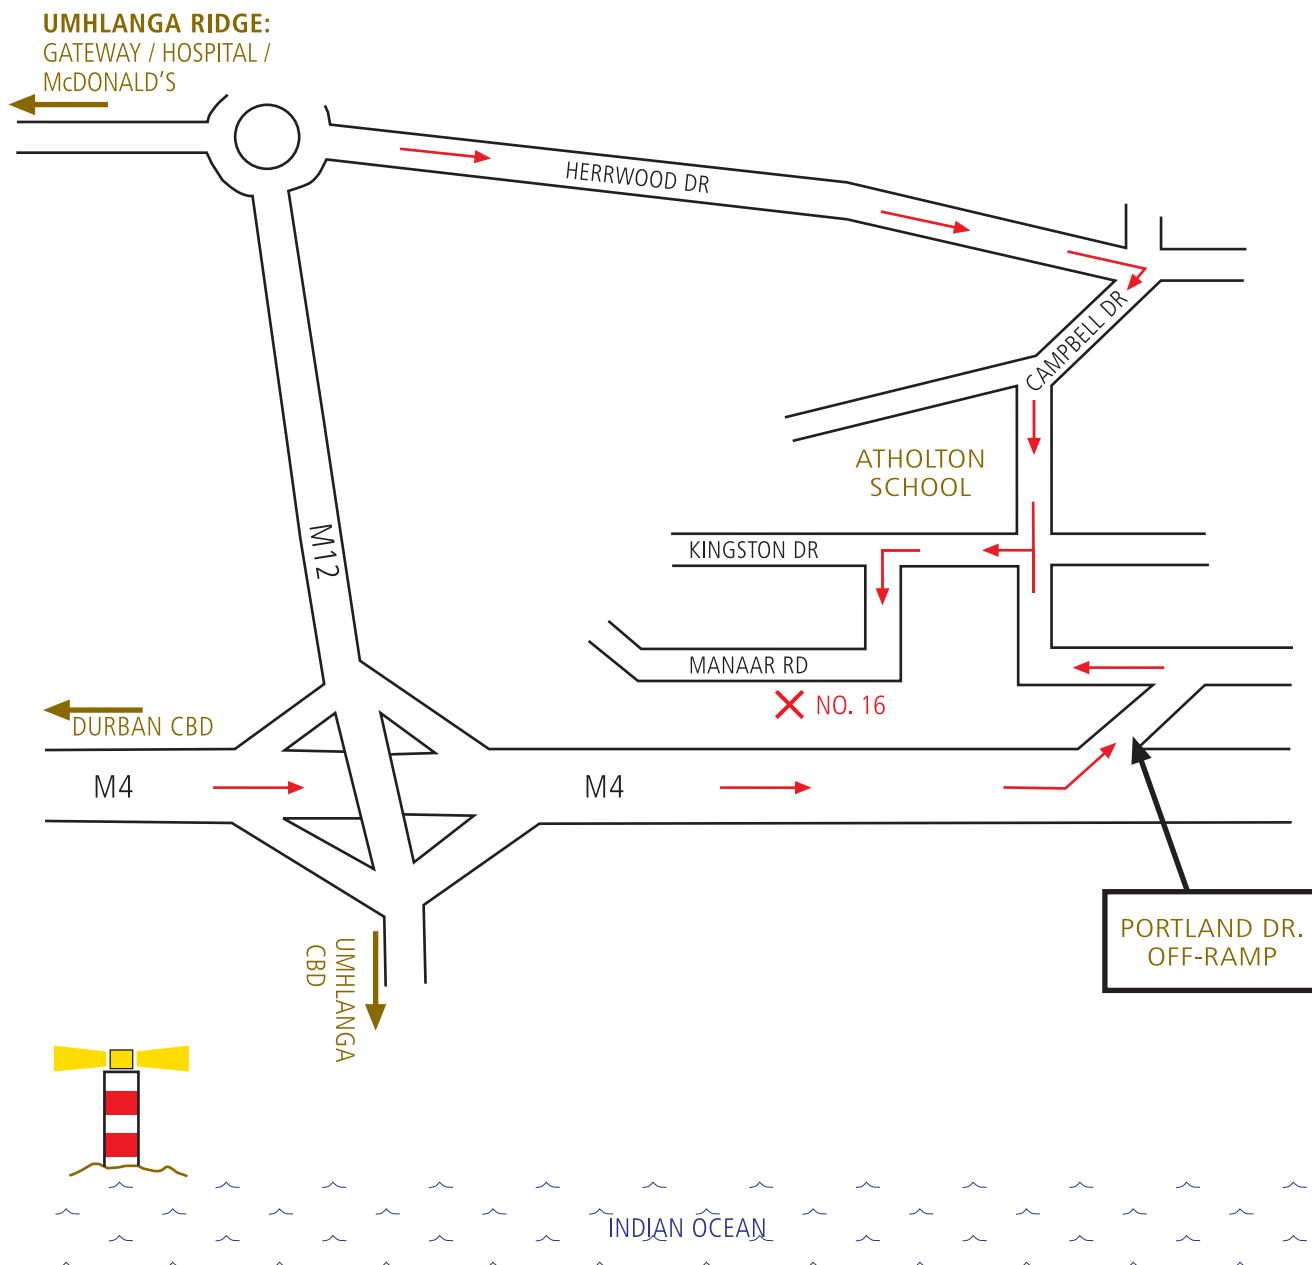 UMHLANGA RIDGE:
GATEWAY / HOSPITAL /
McDONALD'S
HERRWOOD DR
CAMPBELL DR
ATHOLTON
SCHOOL
M12
KINGSTON DR
MANAAR RD
NO. 16
DURBAN CBD
M4
M4
PORTLAND DR.
OFF-RAMP
UMHLANGA
CBD
INDIAN OCEAN